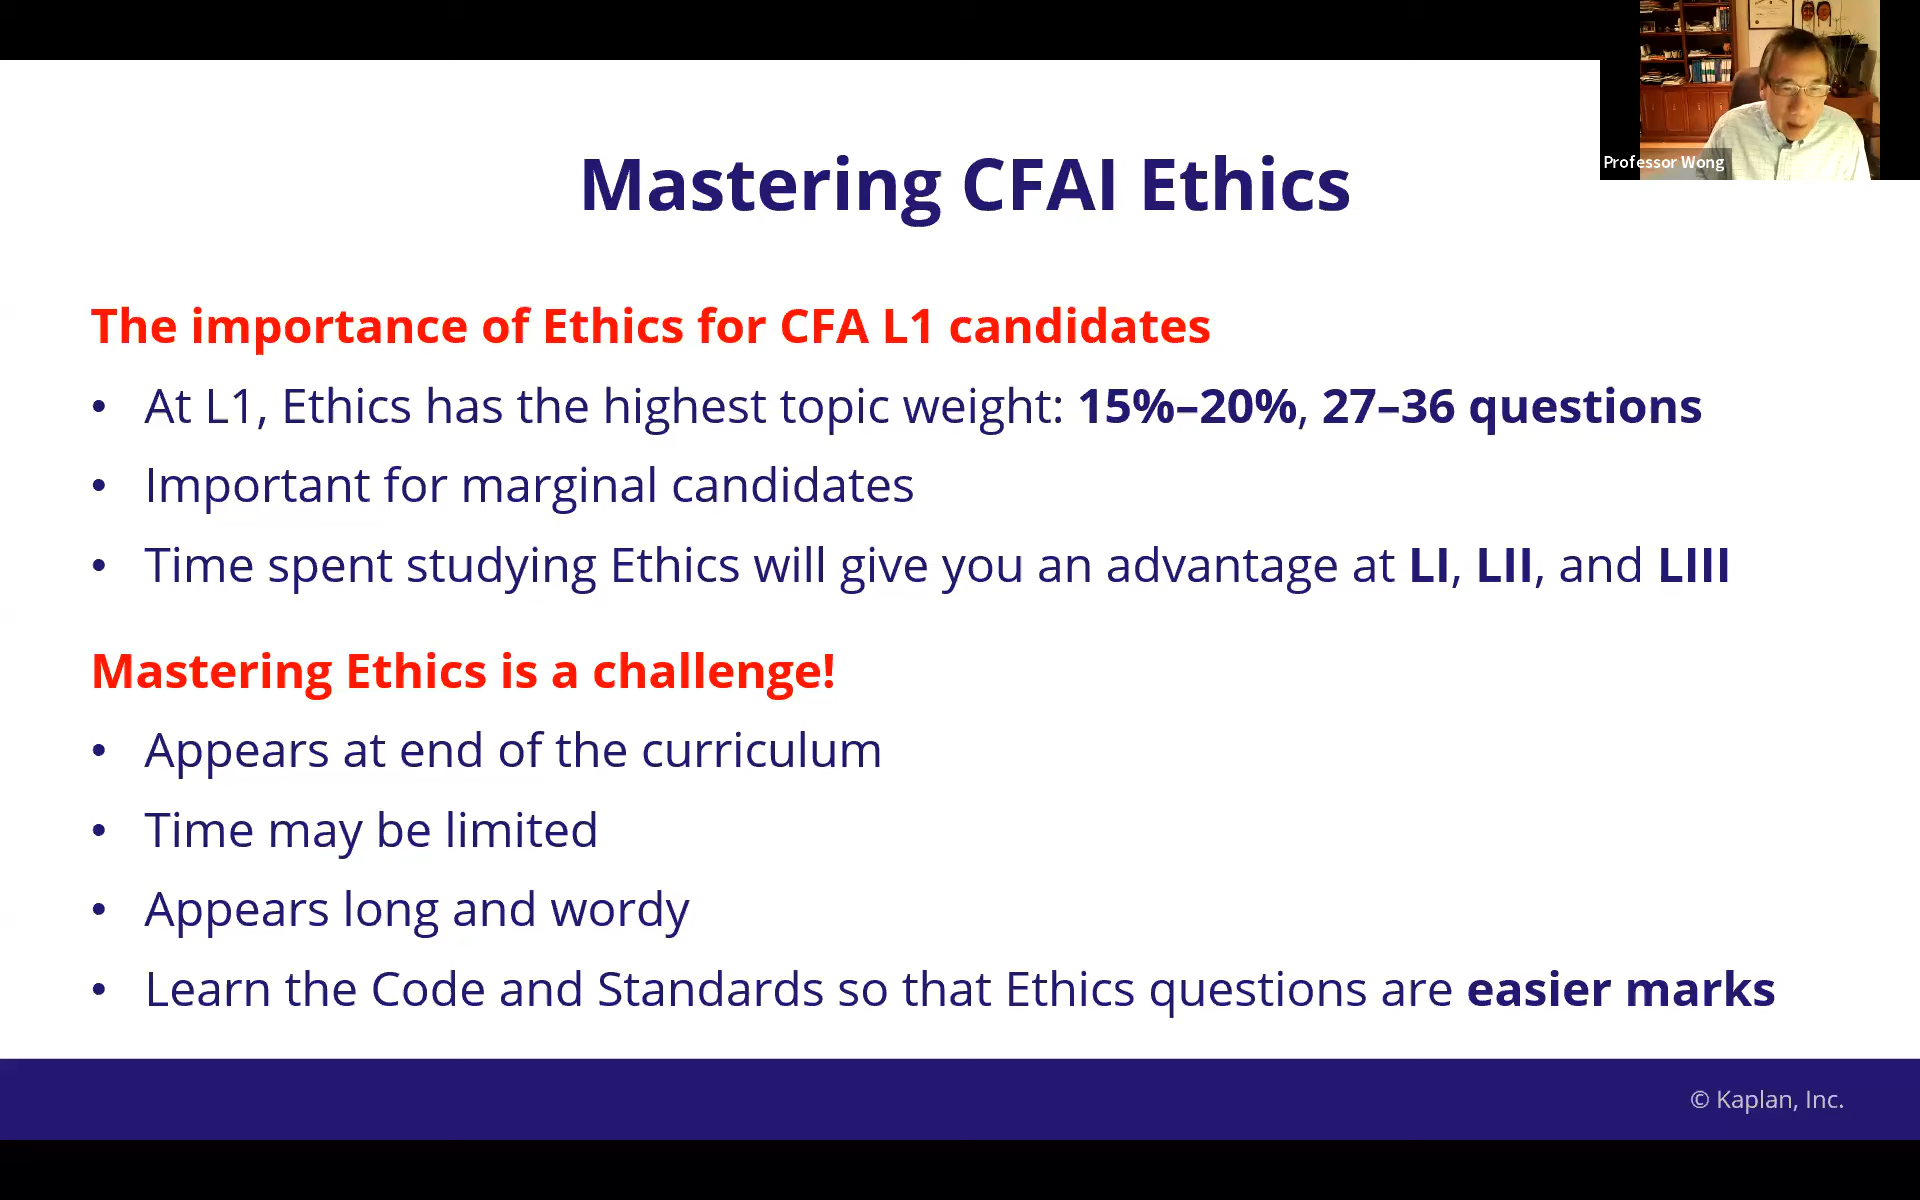 Professor Wong
Mastering CFAI Ethics
The importance of Ethics for CFA L1 candidates
• At L1, Ethics has the highest topic weight: 15%–20%, 27–36 questions
• Important for marginal candidates
• Time spent studying Ethics will give you an advantage at LI, LII, and LIII
Mastering Ethics is a challenge!
• Appears at end of the curriculum
• Time may be limited
• Appears long and wordy
• Learn the Code and Standards so that Ethics questions are easier marks
© Kaplan, Inc.